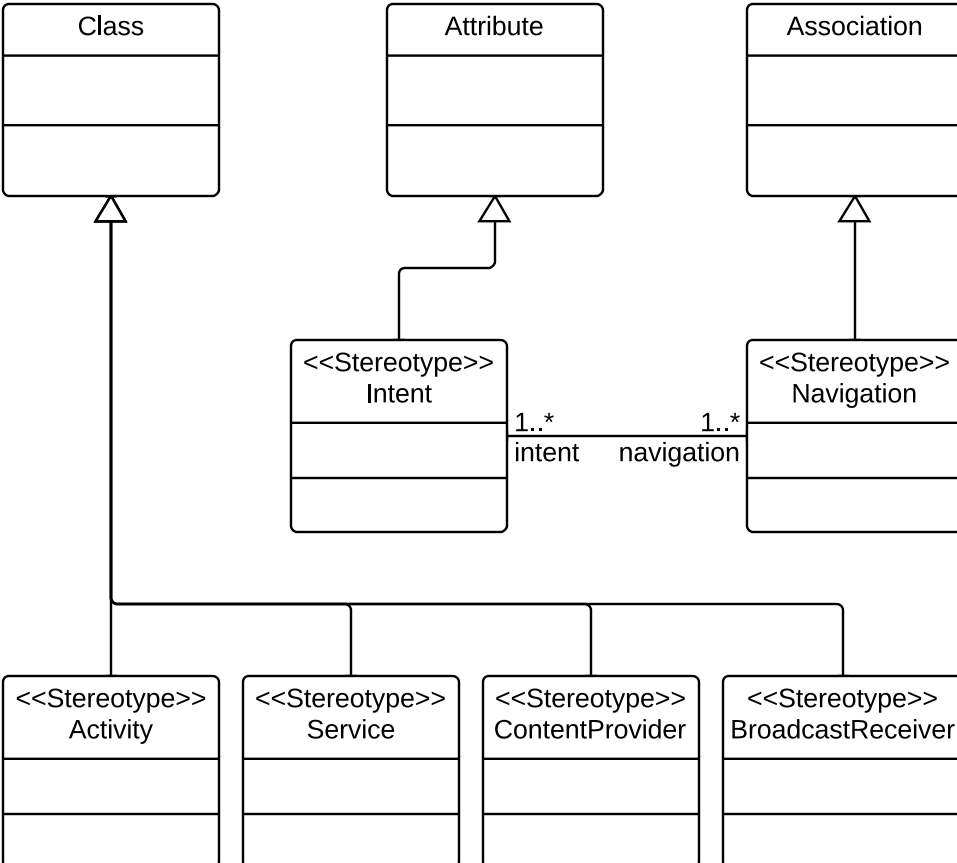 Class
Attribute
Association
<<Stereotype>>
Intent
<<Stereotype>>
Navigation
1..*
1..*
intent
navigation
<<Stereotype>>
Activity
<<Stereotype>>
Service
<<Stereotype>>
ContentProvider
<<Stereotype>>
BroadcastReceiver